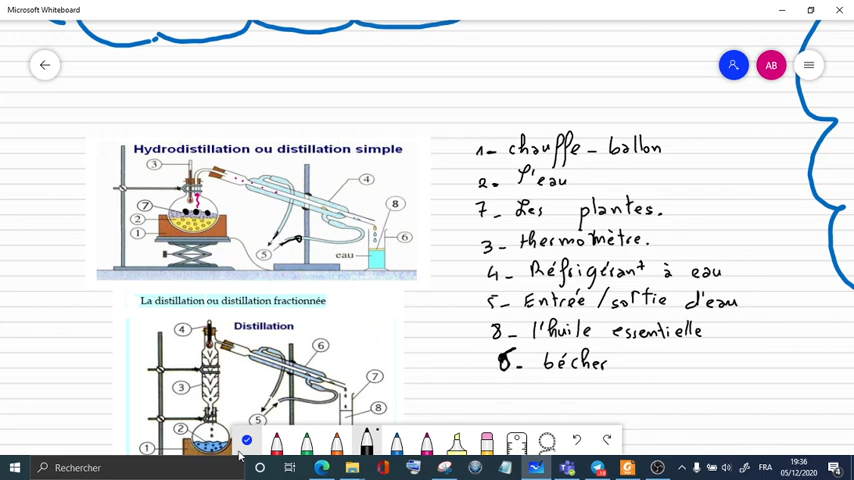 Microsoft Whiteboard
AB
Hydrodistillation ou distillation simple
3
4
7
8
2
1
6
5
eau
1- chauffe-ballon
2. L'eau
7- Les plantes.
3- thermomètre.
4- Réfrigérant à eau
5- Entrée/sortie d'eau
8- l'huile essentielle
6- bécher
La distillation ou distillation fractionnée
Distillation
4
6
3
7
8
5
2
1
Rechercher
FRA
19:36
05/12/2020